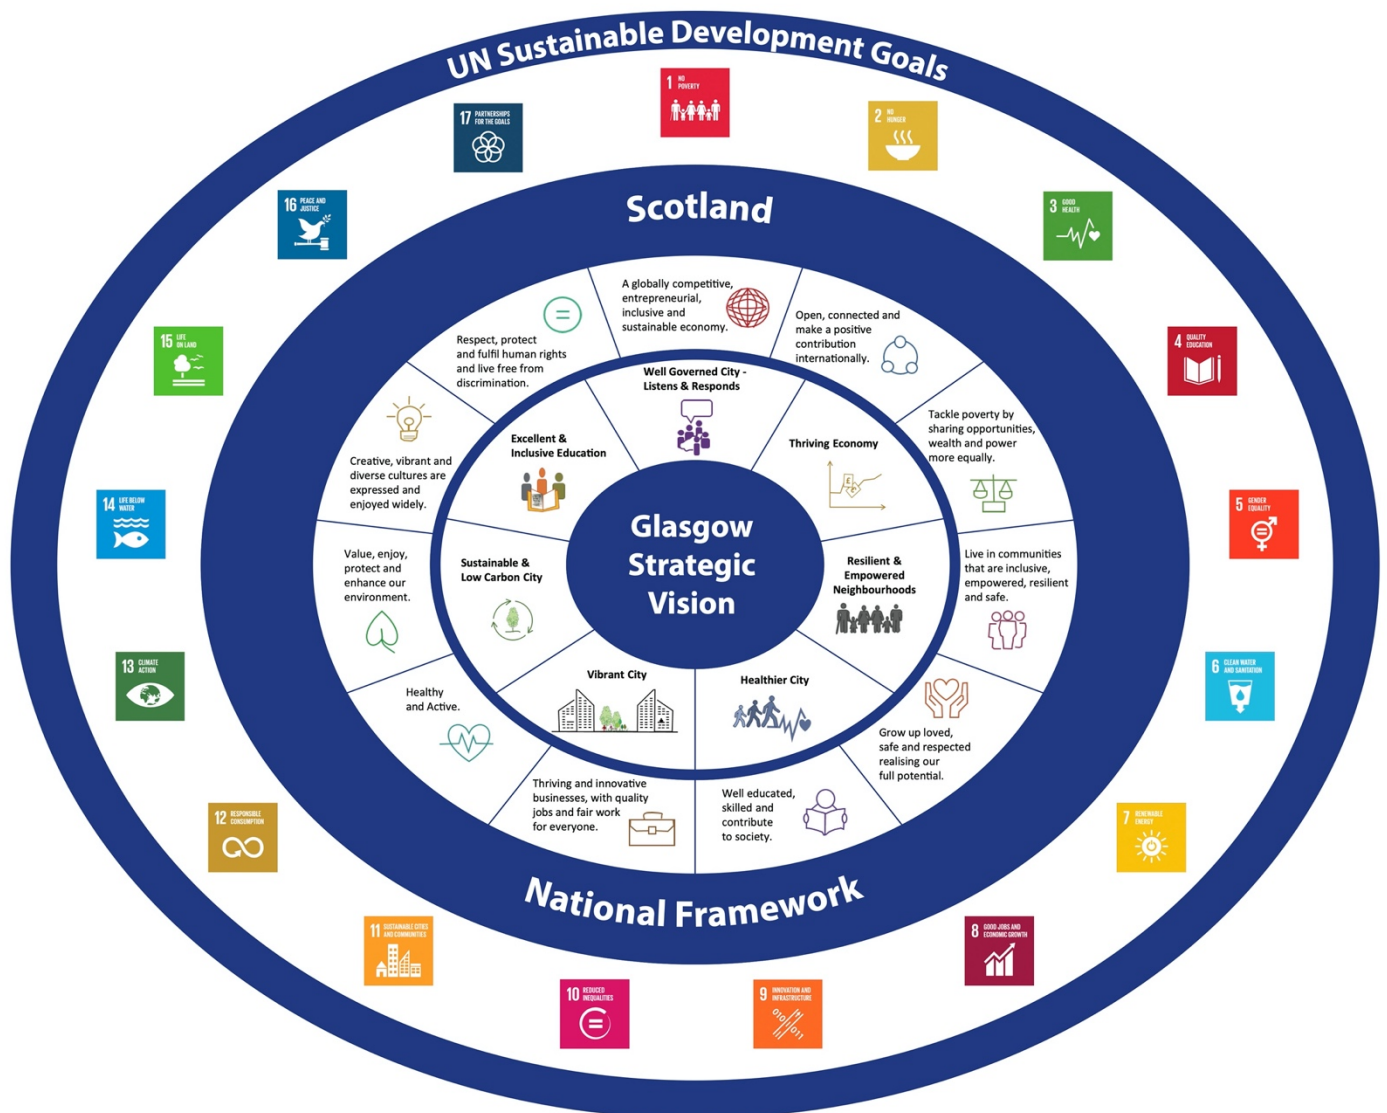 UN Sustainable Development Goals
1 NO
POVERTY
2 NO
HUNGER
3 GOOD
HEALTH
4 QUALITY
EDUCATION
5 GENDER
EQUALITY
6 CLEAN WATER
AND SANITATION
7 RENEWABLE
ENERGY
8 GOOD JOBS AND
ECONOMIC GROWTH
9 INNOVATION AND
INFRASTRUCTURE
10 REDUCED
INEQUALITIES
11 SUSTAINABLE CITIES
AND COMMUNITIES
12 RESPONSIBLE
CONSUMPTION
13 CLIMATE
ACTION
14 LIFE BELOW
WATER
15 LIFE
ON LAND
16 PEACE AND
JUSTICE
17 PARTNERSHIPS
FOR THE GOALS
Scotland
A globally competitive,
entrepreneurial,
inclusive and
sustainable economy.
Open, connected and
make a positive
contribution
internationally.
Tackle poverty by
sharing opportunities,
wealth and power
more equally.
Live in communities
that are inclusive,
empowered, resilient
and safe.
Grow up loved,
safe and respected
realising our
full potential.
Well educated,
skilled and
contribute
to society.
Thriving and innovative
businesses, with quality
jobs and fair work
for everyone.
Healthy
and Active.
Value, enjoy,
protect and
enhance our
environment.
Creative, vibrant and
diverse cultures are
expressed and
enjoyed widely.
Respect, protect
and fulfil human rights
and live free from
discrimination.
National Framework
Well Governed City -
Listens & Responds
Thriving Economy
Resilient &
Empowered
Neighbourhoods
Healthier City
Vibrant City
Sustainable &
Low Carbon City
Excellent &
Inclusive Education
Glasgow
Strategic
Vision
010
011